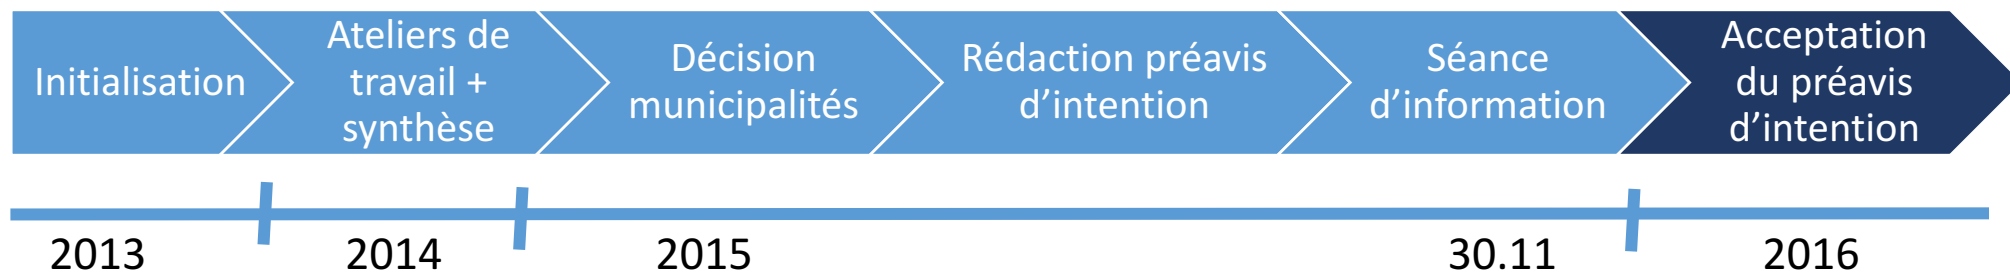 Initialisation
Ateliers de
travail +
synthèse
Décision
municipalités
Rédaction préavis
d’intention
Séance
d’information
Acceptation
du préavis
d’intention
2013
2014
2015
30.11
2016